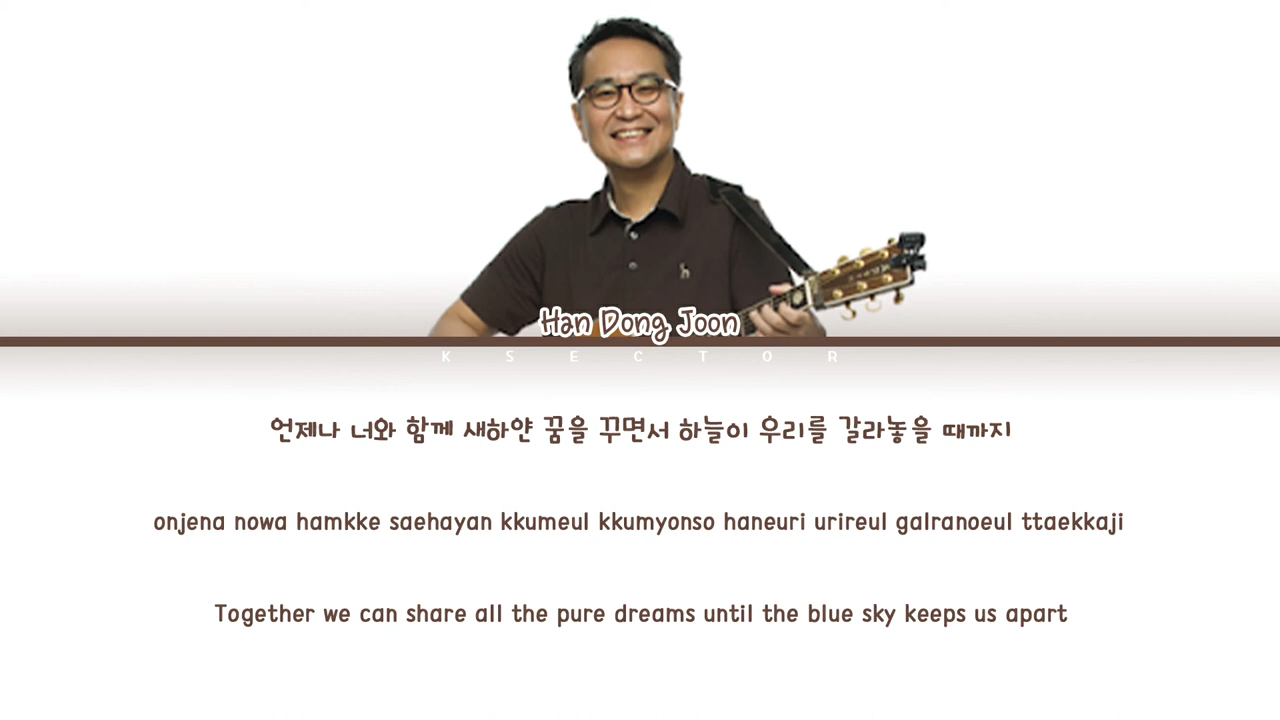 Han Dong Joon
K S E C T O R
언제나 너와 함께 새하얀 꿈을 꾸면서 하늘이 우리를 갈라놓을 때까지
onjena nowa hamkke saehayan kkumeul kkumyonso haneuri urireul galranoeul ttaekkaji
Together we can share all the pure dreams until the blue sky keeps us apart